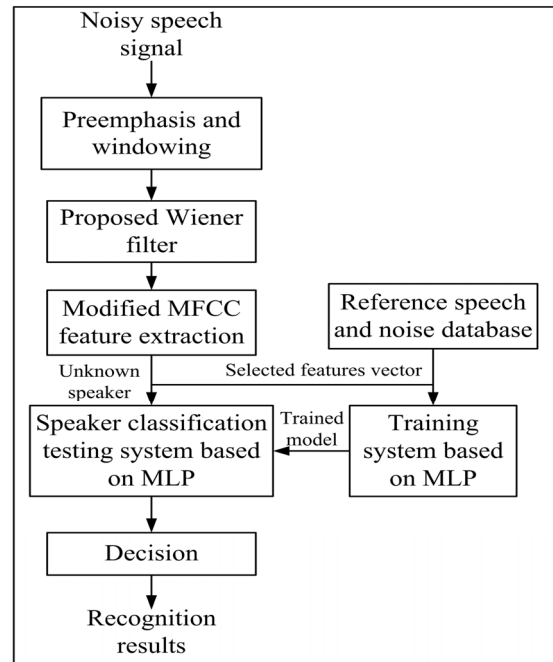 Noisy speech
signal
Preemphasis and
windowing
Proposed Wiener
filter
Modified MFCC
feature extraction
Reference speech
and noise database
Unknown
speaker
Selected features vector
Speaker classification
testing system based
on MLP
Trained
model
Training
system based
on MLP
Decision
Recognition
results